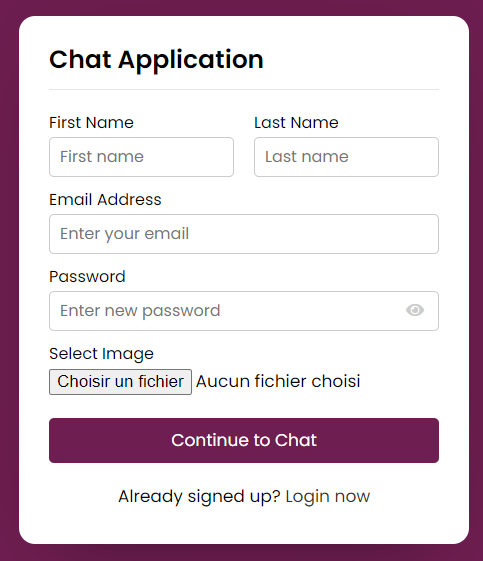 Chat Application
First Name Last Name
First name Last name
Email Address
Enter your email
Password
Enter new password
Select Image
Choisir un fichier Aucun fichier choisi
Continue to Chat
Already signed up? Login now